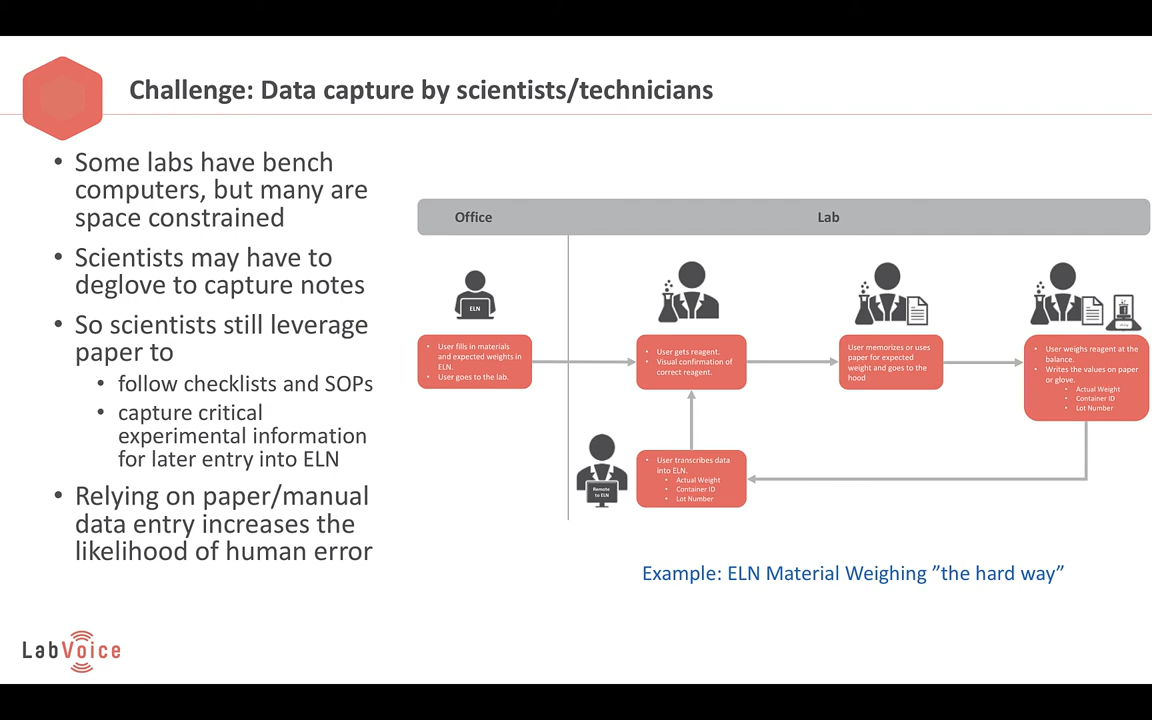 Challenge: Data capture by scientists/technicians
• Some labs have bench
computers, but many are
space constrained
• Scientists may have to
deglove to capture notes
• So scientists still leverage
paper to
• follow checklists and SOPs
• capture critical
experimental information
for later entry into ELN
• Relying on paper/manual
data entry increases the
likelihood of human error
Office
Lab
ELN
• User fills in materials
and expected weights in
ELN.
• User goes to the lab.
• User gets reagent.
• Visual confirmation of
correct reagent.
User memorizes or uses
paper for expected
weight and goes to the
hood
• User weighs reagent at the
balance.
• Writes the values on paper
or glove.
• Actual Weight
• Container ID
• Lot Number
Remote
to ELN
• User transcribes data
into ELN.
• Actual Weight
• Container ID
• Lot Number
Example: ELN Material Weighing ”the hard way”
LabVoice